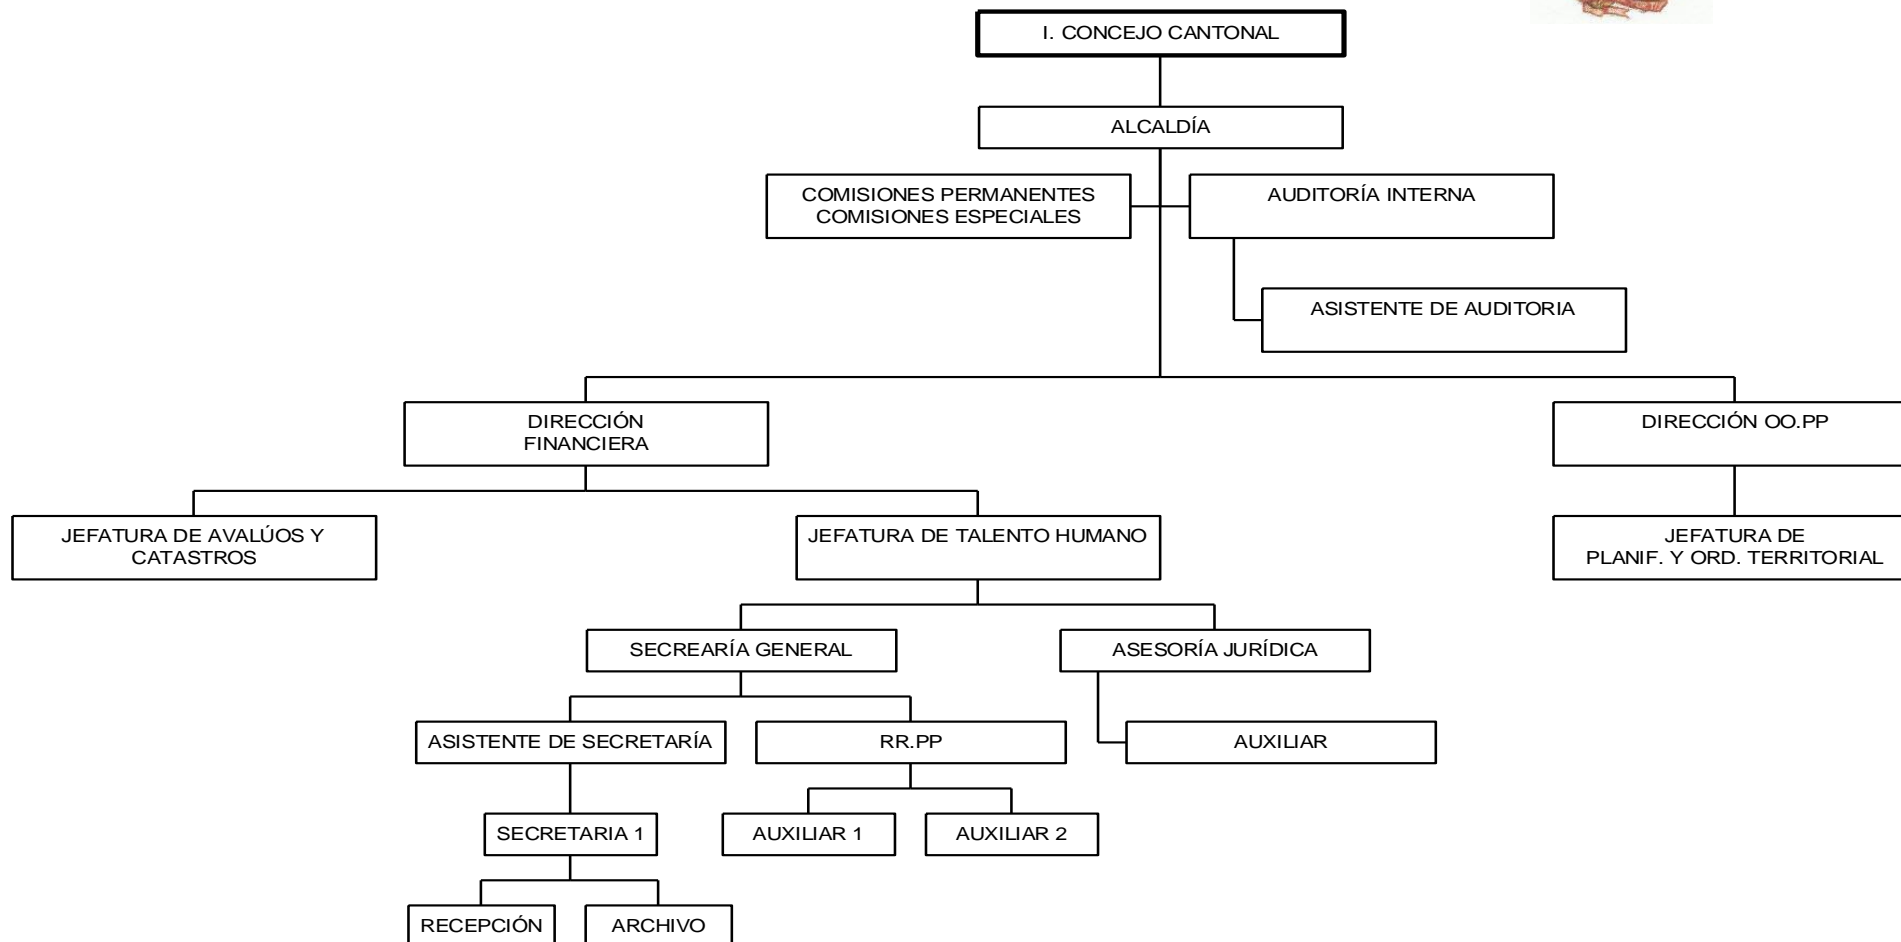 I. CONCEJO CANTONAL
ALCALDÍA
COMISIONES PERMANENTES
COMISIONES ESPECIALES
AUDITORÍA INTERNA
ASISTENTE DE AUDITORIA
DIRECCIÓN
FINANCIERA
DIRECCIÓN OO.PP
JEFATURA DE AVALÚOS Y
CATASTROS
JEFATURA DE TALENTO HUMANO
JEFATURA DE
PLANIF. Y ORD. TERRITORIAL
SECREARÍA GENERAL
ASESORÍA JURÍDICA
ASISTENTE DE SECRETARÍA
RR.PP
AUXILIAR
SECRETARIA 1
AUXILIAR 1
AUXILIAR 2
RECEPCIÓN
ARCHIVO